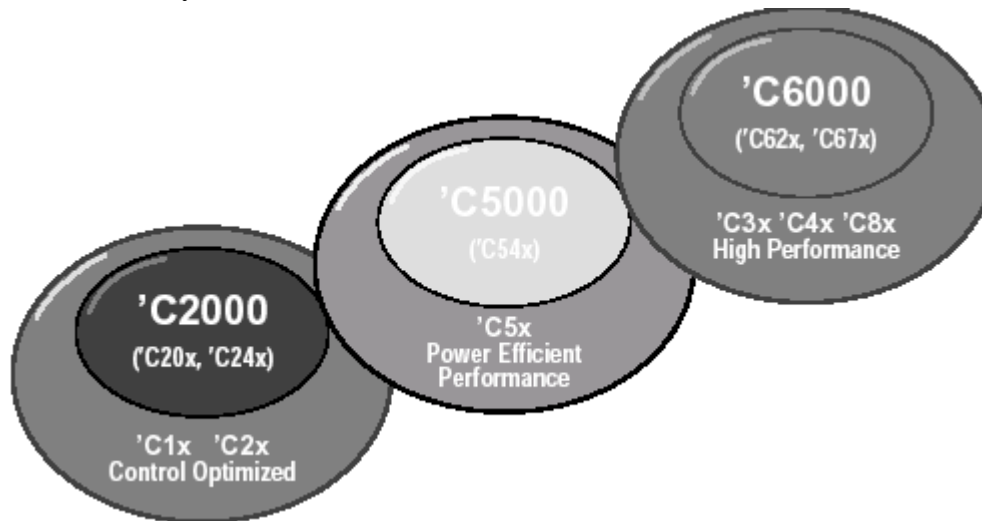 ’C6000
(’C62x, ’C67x)
’C3x ’C4x ’C8x
High Performance
’C5000
(’C54x)
’C5x
Power Efficient
Performance
’C2000
(’C20x, ’C24x)
’C1x ’C2x
Control Optimized